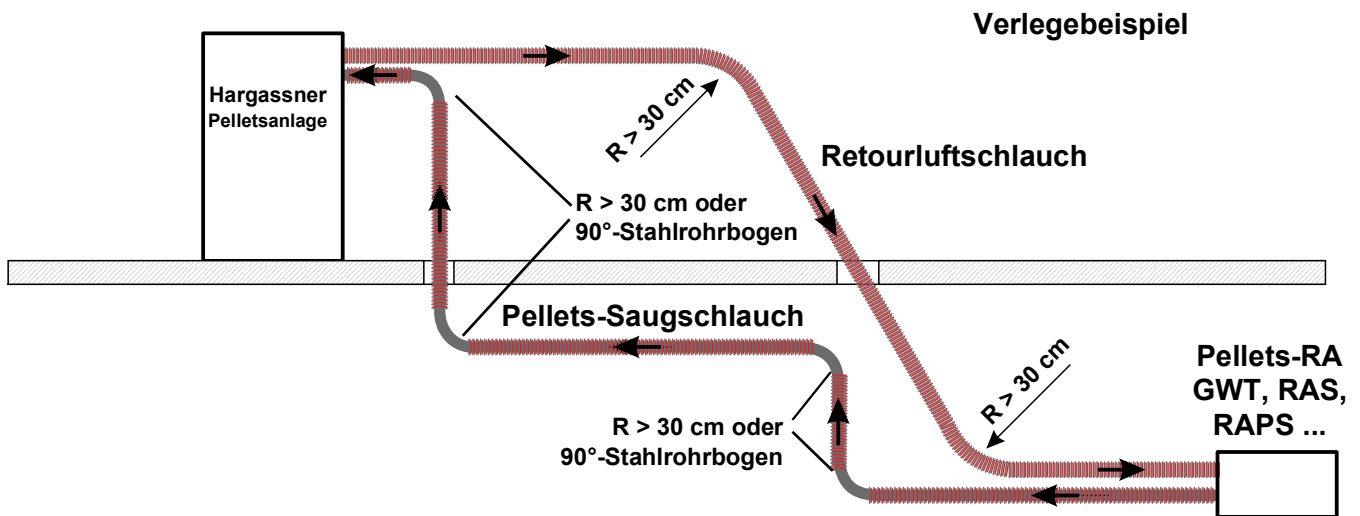 Verlegebeispiel
Hargassner
Pelletsanlage
R > 30 cm
Retourluftschlauch
R > 30 cm oder
90°-Stahlrohrbogen
Pellets-Saugschlauch
R > 30 cm
Pellets-RA
GWT, RAS,
RAPS ...
R > 30 cm oder
90°-Stahlrohrbogen